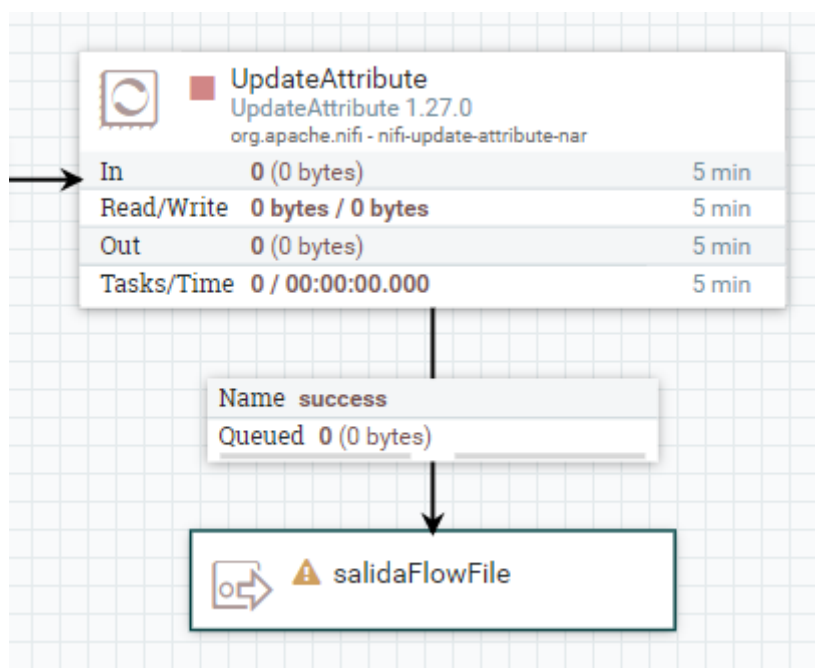 UpdateAttribute
UpdateAttribute 1.27.0
org.apache.nifi - nifi-update-attribute-nar
In 0 (0 bytes) 5 min
Read/Write 0 bytes / 0 bytes 5 min
Out 0 (0 bytes) 5 min
Tasks/Time 0 / 00:00:00.000 5 min
Name success
Queued 0 (0 bytes)
salidaFlowFile